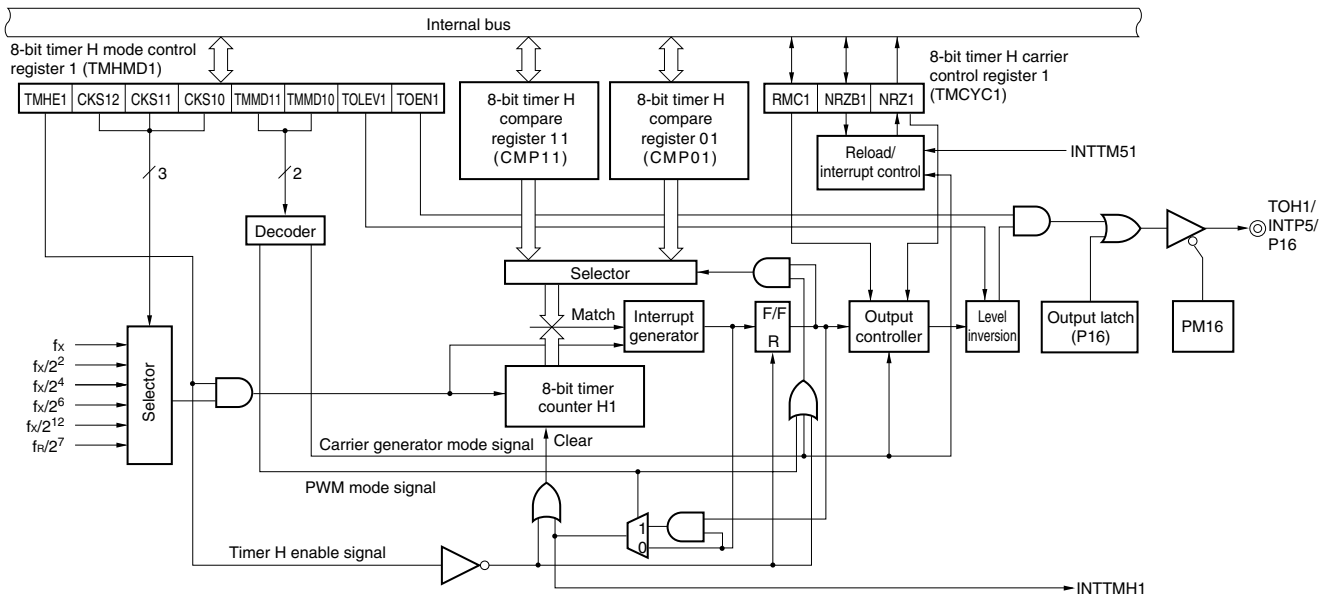 Internal bus
8-bit timer H mode control
register 1 (TMHMD1)
8-bit timer H carrier
control register 1
(TMCYC1)
TMHE1 CKS12 CKS11 CKS10 TMMD11 TMMD10 TOLEV1 TOEN1
8-bit timer H
compare
register 11
(CMP11)
8-bit timer H
compare
register 01
(CMP01)
RMC1 NRZB1 NRZ1
Reload/
interrupt control
INTTM51
3
2
Decoder
TOH1/
INTP5/
P16
Selector
Match
Interrupt
generator
F/F
R
Output
controller
Level
inversion
Output latch
(P16)
PM16
fX
fX/2²
fX/2⁴
fX/2⁶
fX/2¹²
fR/2⁷
Selector
8-bit timer
counter H1
Carrier generator mode signal
Clear
PWM mode signal
1
0
Timer H enable signal
INTTMH1